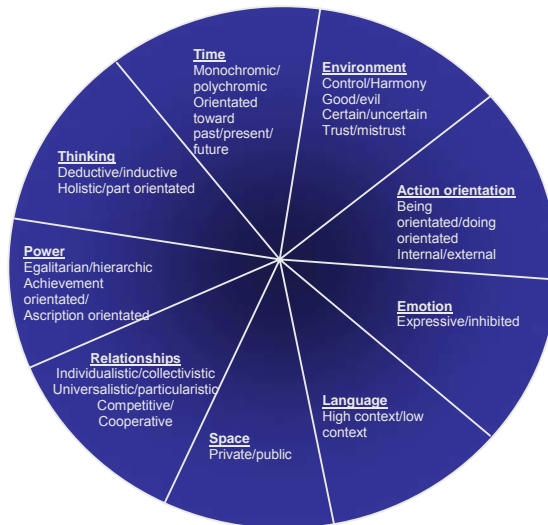 Time
Monochromic/
polychromic
Orientated
toward
past/present/
future
Environment
Control/Harmony
Good/evil
Certain/uncertain
Trust/mistrust
Action orientation
Being
orientated/doing
orientated
Internal/external
Emotion
Expressive/inhibited
Language
High context/low
context
Space
Private/public
Relationships
Individualistic/collectivistic
Universalistic/particularistic
Competitive/
Cooperative
Power
Egalitarian/hierarchic
Achievement
orientated/
Ascription orientated
Thinking
Deductive/inductive
Holistic/part orientated